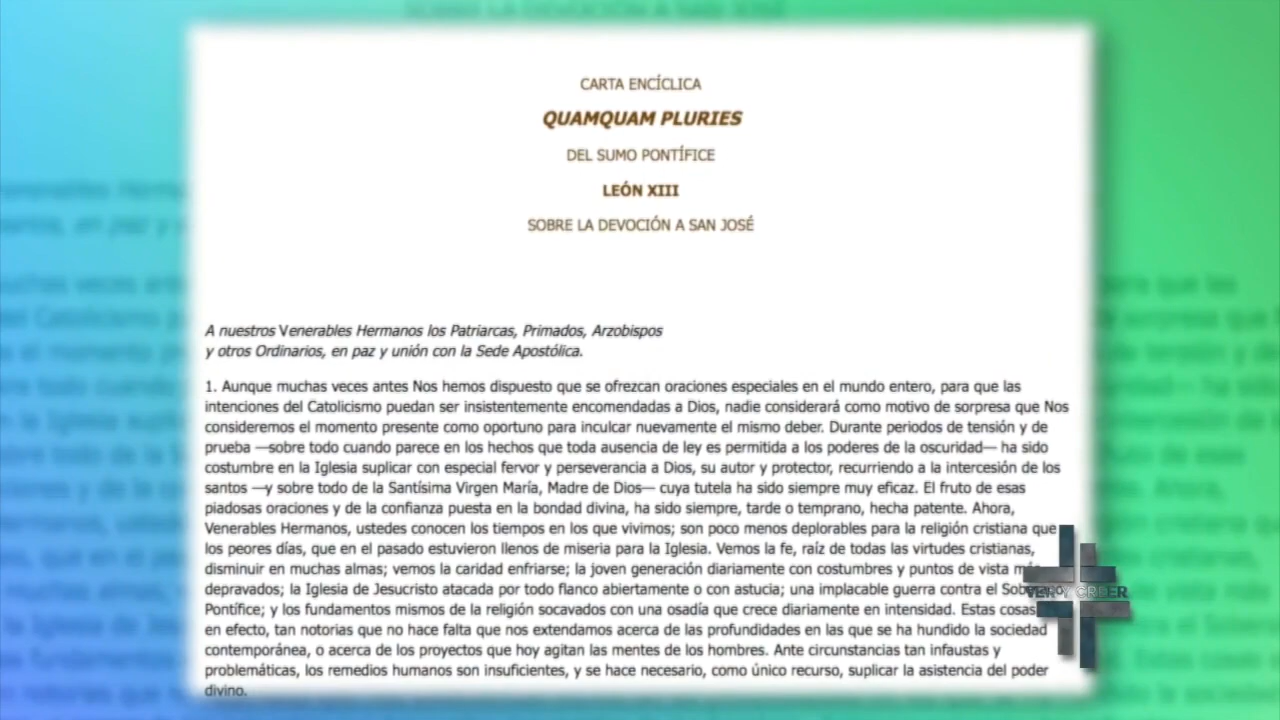 CARTA ENCÍCLICA
QUAMQUAM PLURIES
DEL SUMO PONTÍFICE
LEÓN XIII
SOBRE LA DEVOCIÓN A SAN JOSÉ
A nuestros Venerables Hermanos los Patriarcas, Primados, Arzobispos
y otros Ordinarios, en paz y unión con la Sede Apostólica.
1. Aunque muchas veces antes Nos hemos dispuesto que se ofrezcan oraciones especiales en el mundo entero, para que las
intenciones del Catolicismo puedan ser insistentemente encomendadas a Dios, nadie considerará como motivo de sorpresa que Nos
consideremos el momento presente como oportuno para inculcar nuevamente el mismo deber. Durante periodos de tensión y de
prueba —sobre todo cuando parece en los hechos que toda ausencia de ley es permitida a los poderes de la oscuridad— ha sido
costumbre en la Iglesia suplicar con especial fervor y perseverancia a Dios, su autor y protector, recurriendo a la intercesión de los
santos —y sobre todo de la Santísima Virgen María, Madre de Dios— cuya tutela ha sido siempre muy eficaz. El fruto de esas
piadosas oraciones y de la confianza puesta en la bondad divina, ha sido siempre, tarde o temprano, hecha patente. Ahora,
Venerables Hermanos, ustedes conocen los tiempos en los que vivimos; son poco menos deplorables para la religión cristiana que
los peores días, que en el pasado estuvieron llenos de miseria para la Iglesia. Vemos la fe, raíz de todas las virtudes cristianas,
disminuir en muchas almas; vemos la caridad enfriarse; la joven generación diariamente con costumbres y puntos de vista más
depravados; la Iglesia de Jesucristo atacada por todo flanco abiertamente o con astucia; una implacable guerra contra el
Pontífice; y los fundamentos mismos de la religión socavados con una osadía que crece diariamente en intensidad. Estas cosas
en efecto, tan notorias que no hace falta que nos extendamos acerca de las profundidades en las que se ha hundido la sociedad
contemporánea, o acerca de los proyectos que hoy agitan las mentes de los hombres. Ante circunstancias tan infaustas y
problemáticas, los remedios humanos son insuficientes, y se hace necesario, como único recurso, suplicar la asistencia del poder
divino.
VER Y CREER